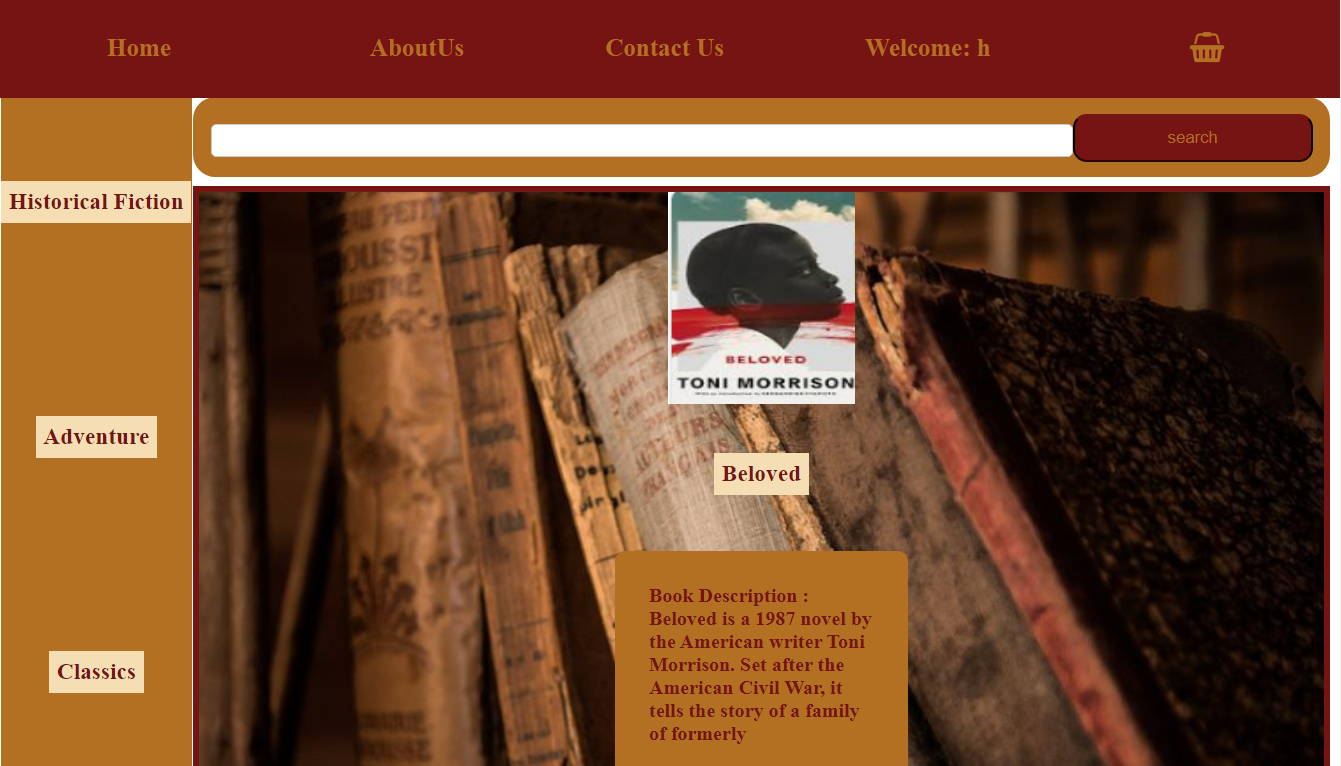 Home AboutUs Contact Us Welcome: h
search
Historical Fiction
Adventure
Classics
OUSST
BELOVED
TONI MORRISON
Beloved
Book Description :
Beloved is a 1987 novel by
the American writer Toni
Morrison. Set after the
American Civil War, it
tells the story of a family
of formerly